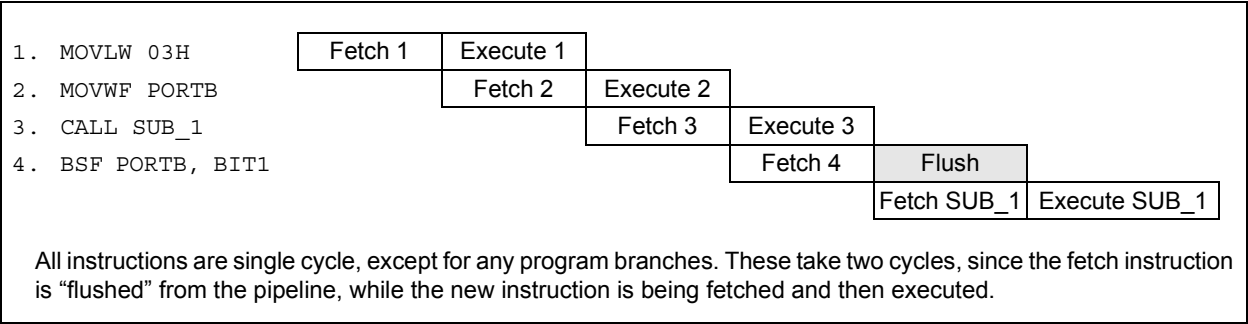 1. MOVLW 03H Fetch 1 Execute 1
2. MOVWF PORTB Fetch 2 Execute 2
3. CALL SUB_1 Fetch 3 Execute 3
4. BSF PORTB, BIT1 Fetch 4 Flush
Fetch SUB_1 Execute SUB_1
All instructions are single cycle, except for any program branches. These take two cycles, since the fetch instruction
is “flushed” from the pipeline, while the new instruction is being fetched and then executed.